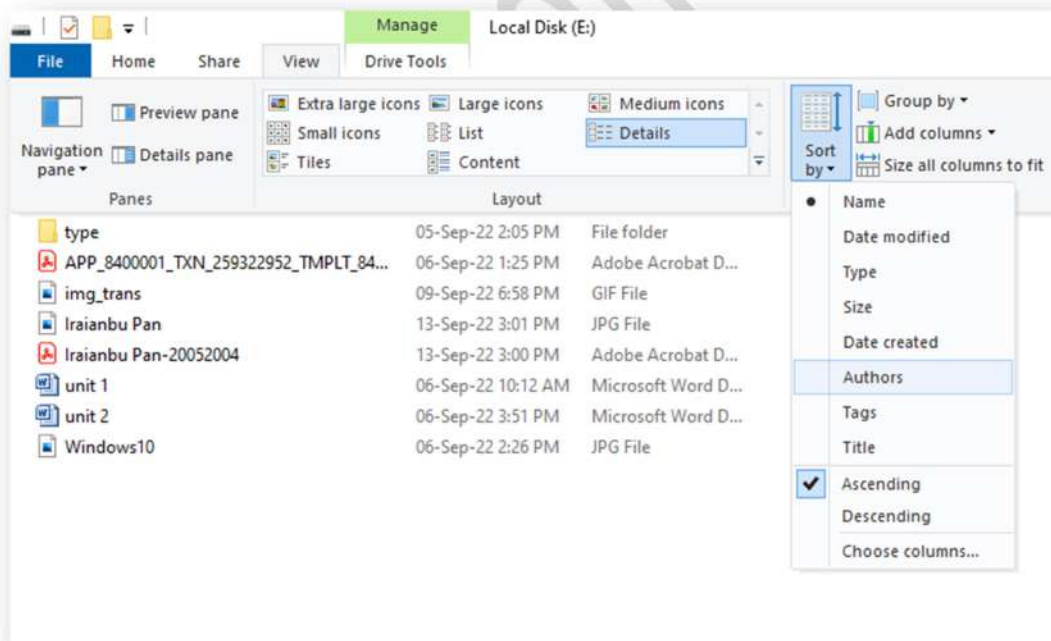 Manage Local Disk (E:)
File Home Share View Drive Tools
Navigation pane
Preview pane
Details pane
Panes
Extra large icons Large icons Medium icons
Small icons List Details
Tiles Content
Layout
Sort by
Group by
Add columns
Size all columns to fit
type 05-Sep-22 2:05 PM File folder
APP_8400001_TXN_259322952_TMPLT_84... 06-Sep-22 1:25 PM Adobe Acrobat D...
img_trans 09-Sep-22 6:58 PM GIF File
Iraianbu Pan 13-Sep-22 3:01 PM JPG File
Iraianbu Pan-20052004 13-Sep-22 3:00 PM Adobe Acrobat D...
unit 1 06-Sep-22 10:12 AM Microsoft Word D...
unit 2 06-Sep-22 3:51 PM Microsoft Word D...
Windows10 06-Sep-22 2:26 PM JPG File
Name
Date modified
Type
Size
Date created
Authors
Tags
Title
Ascending
Descending
Choose columns...